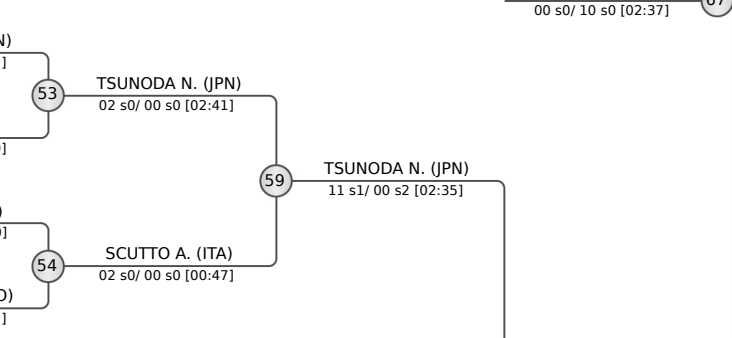 67
00 s0/ 10 s0 [02:37]
N)
]
53
TSUNODA N. (JPN)
02 s0/ 00 s0 [02:41]
]
59
TSUNODA N. (JPN)
11 s1/ 00 s2 [02:35]
)
]
54
SCUTTO A. (ITA)
02 s0/ 00 s0 [00:47]
)
]